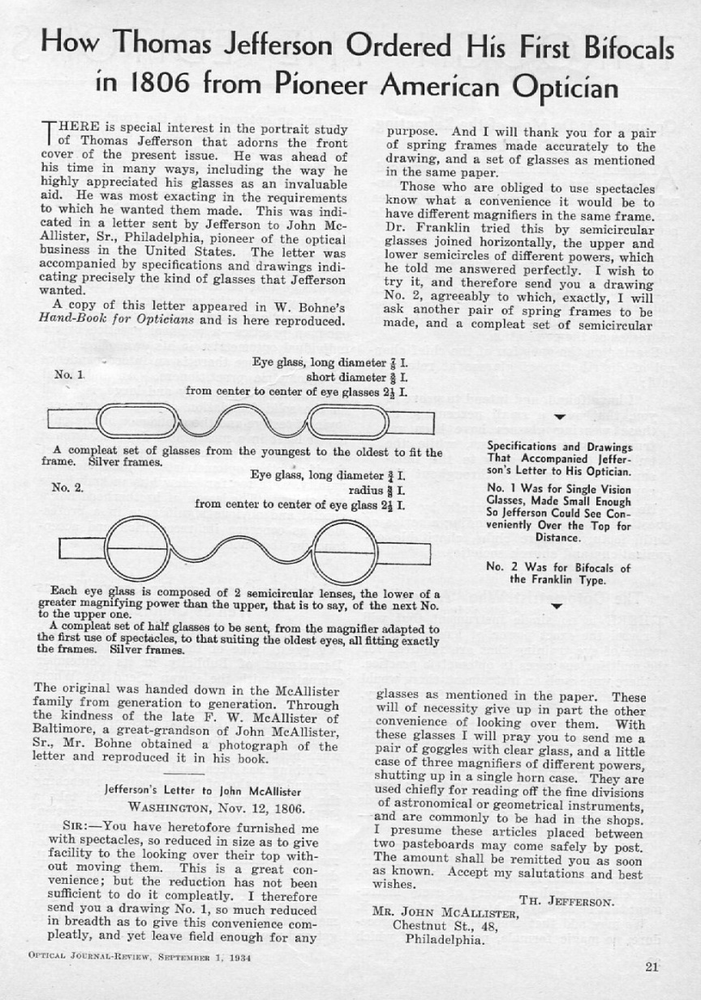 How Thomas Jefferson Ordered His First Bifocals
in 1806 from Pioneer American Optician
THERE is special interest in the portrait study
of Thomas Jefferson that adorns the front
cover of the present issue. He was ahead of
his time in many ways, including the way he
highly appreciated his glasses as an invaluable
aid. He was most exacting in the requirements
to which he wanted them made. This was indi-
cated in a letter sent by Jefferson to John Mc-
Allister, Sr., Philadelphia, pioneer of the optical
business in the United States. The letter was
accompanied by specifications and drawings indi-
cating precisely the kind of glasses that Jefferson
wanted.
A copy of this letter appeared in W. Bohne's
Hand-Book for Opticians and is here reproduced.
No. 1.
Eye glass, long diameter ⅞ I.
short diameter ⅜ I.
from center to center of eye glasses 2½ I.
A compleat set of glasses from the youngest to the oldest to fit the
frame. Silver frames.
No. 2.
Eye glass, long diameter ¾ I.
radius ⅜ I.
from center to center of eye glass 2½ I.
Each eye glass is composed of 2 semicircular lenses, the lower of a
greater magnifying power than the upper, that is to say, of the next No.
to the upper one.
A compleat set of half glasses to be sent, from the magnifier adapted to
the first use of spectacles, to that suiting the oldest eyes, all fitting exactly
the frames. Silver frames.
Specifications and Drawings
That Accompanied Jeffer-
son's Letter to His Optician.
No. 1 Was for Single Vision
Glasses, Made Small Enough
So Jefferson Could See Con-
veniently Over the Top for
Distance.
No. 2 Was for Bifocals of
the Franklin Type.
The original was handed down in the McAllister
family from generation to generation. Through
the kindness of the late F. W. McAllister of
Baltimore, a great-grandson of John McAllister,
Sr., Mr. Bohne obtained a photograph of the
letter and reproduced it in his book.
Jefferson's Letter to John McAllister
WASHINGTON, Nov. 12, 1806.
SIR:—You have heretofore furnished me
with spectacles, so reduced in size as to give
facility to the looking over their top with-
out moving them. This is a great con-
venience; but the reduction has not been
sufficient to do it compleatly. I therefore
send you a drawing No. 1, so much reduced
in breadth as to give this convenience com-
pleatly, and yet leave field enough for any
purpose. And I will thank you for a pair
of spring frames made accurately to the
drawing, and a set of glasses as mentioned
in the same paper.
Those who are obliged to use spectacles
know what a convenience it would be to
have different magnifiers in the same frame.
Dr. Franklin tried this by semicircular
glasses joined horizontally, the upper and
lower semicircles of different powers, which
he told me answered perfectly. I wish to
try it, and therefore send you a drawing
No. 2, agreeably to which, exactly, I will
ask another pair of spring frames to be
made, and a compleat set of semicircular
glasses as mentioned in the paper. These
will of necessity give up in part the other
convenience of looking over them. With
these glasses I will pray you to send me a
pair of goggles with clear glass, and a little
case of three magnifiers of different powers,
shutting up in a single horn case. They are
used chiefly for reading off the fine divisions
of astronomical or geometrical instruments,
and are commonly to be had in the shops.
I presume these articles placed between
two pasteboards may come safely by post.
The amount shall be remitted you as soon
as known. Accept my salutations and best
wishes.
TH. JEFFERSON.
MR. JOHN MCALLISTER,
Chestnut St., 48,
Philadelphia.
OPTICAL JOURNAL-REVIEW, SEPTEMBER 1, 1934
21